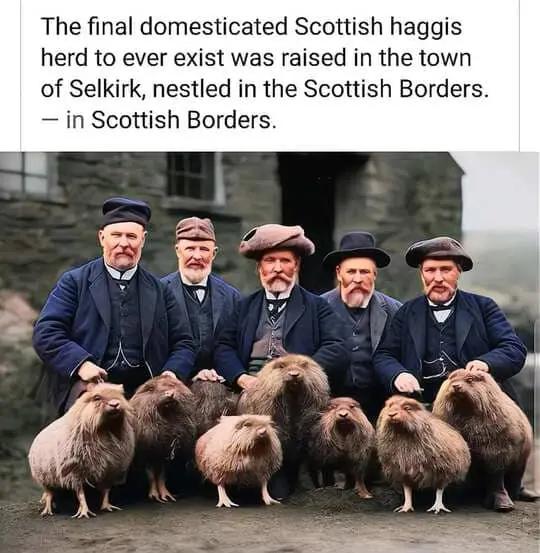 The final domesticated Scottish haggis
herd to ever exist was raised in the town
of Selkirk, nestled in the Scottish Borders.
— in Scottish Borders.